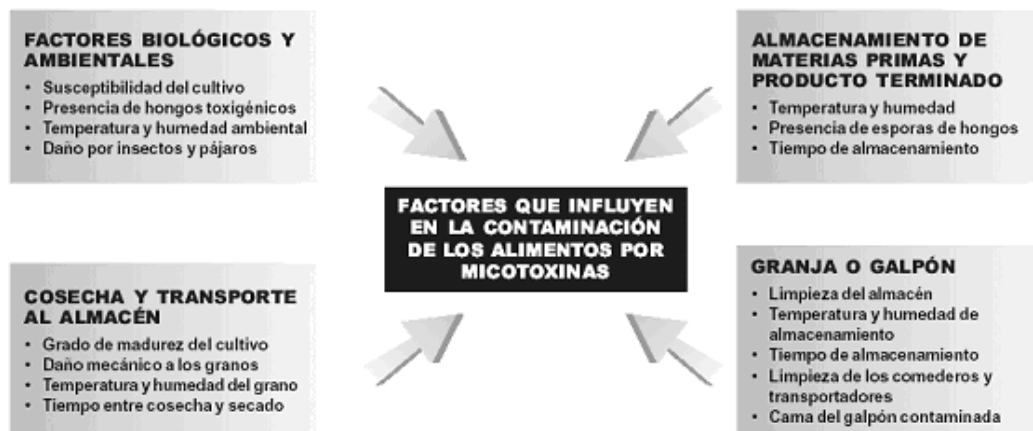 FACTORES BIOLÓGICOS Y
AMBIENTALES
• Susceptibilidad del cultivo
• Presencia de hongos toxigénicos
• Temperatura y humedad ambiental
• Daño por insectos y pájaros
ALMACENAMIENTO DE
MATERIAS PRIMAS Y
PRODUCTO TERMINADO
• Temperatura y humedad
• Presencia de esporas de hongos
• Tiempo de almacenamiento
FACTORES QUE INFLUYEN
EN LA CONTAMINACIÓN
DE LOS ALIMENTOS POR
MICOTOXINAS
COSECHA Y TRANSPORTE
AL ALMACÉN
• Grado de madurez del cultivo
• Daño mecánico a los granos
• Temperatura y humedad del grano
• Tiempo entre cosecha y secado
GRANJA O GALPÓN
• Limpieza del almacén
• Temperatura y humedad de
almacenamiento
• Tiempo de almacenamiento
• Limpieza de los comederos y
transportadores
• Cama del galpón contaminada